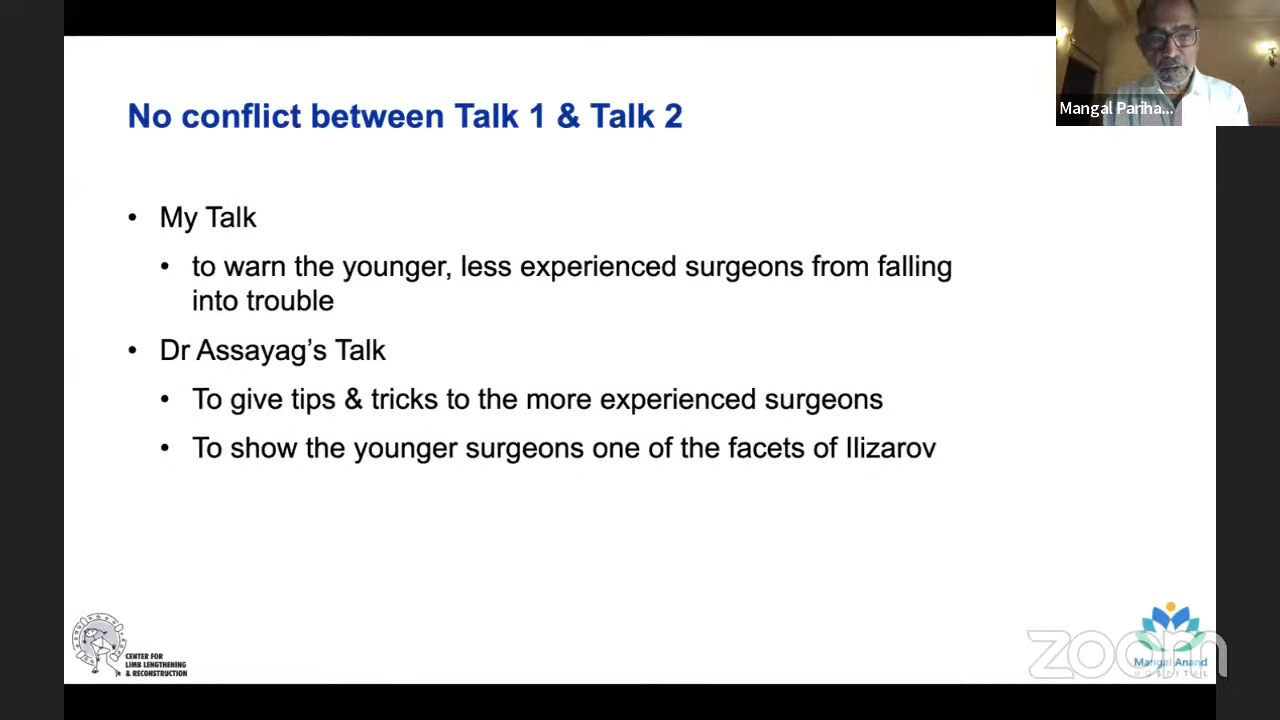 No conflict between Talk 1 & Talk 2
Mangal Pariha...
• My Talk
• to warn the younger, less experienced surgeons from falling
into trouble
• Dr Assayag’s Talk
• To give tips & tricks to the more experienced surgeons
• To show the younger surgeons one of the facets of Ilizarov
CENTER FOR
LIMB LENGTHENING
& RECONSTRUCTION
zoom
Mangal Anand
HOSPITAL